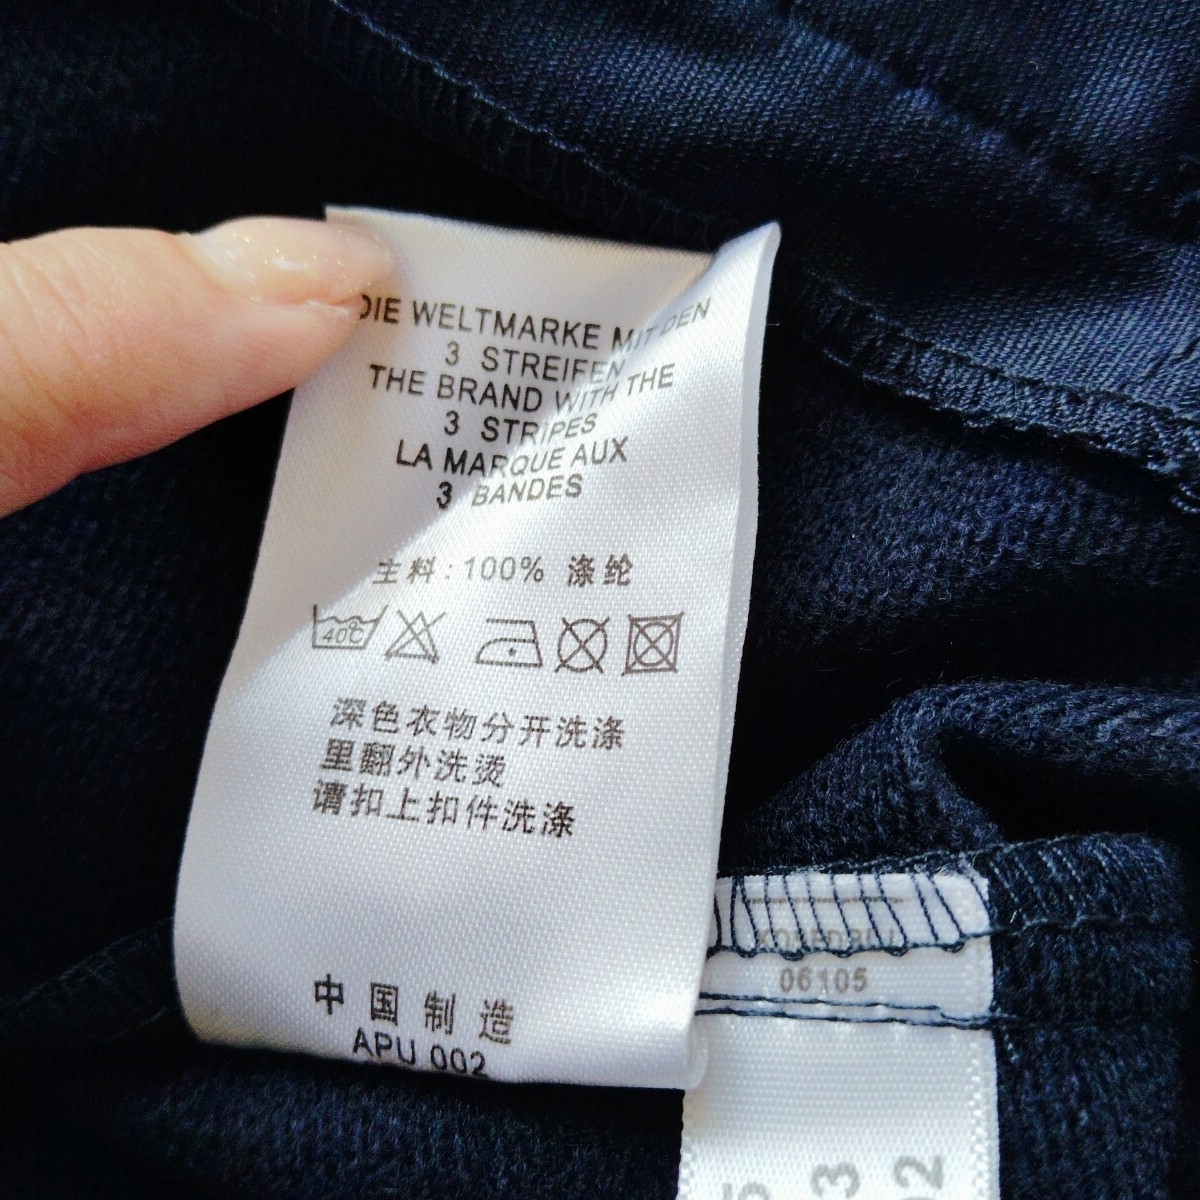 DIE WELTMARKE MIT DEN
3 STREIFEN
THE BRAND WITH THE
3 STRIPES
LA MARQUE AUX
3 BANDES
主料: 100% 涤纶
40C
深色衣物分开洗涤
里翻外洗烫
请扣上扣件洗涤
中国制造
APU 002
06105